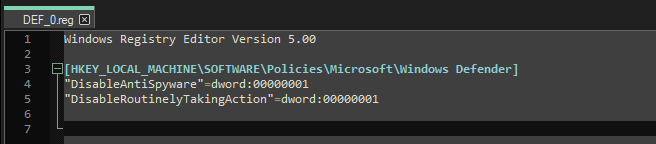 DEF_0.reg
1 Windows Registry Editor Version 5.00
2
3 [HKEY_LOCAL_MACHINE\SOFTWARE\Policies\Microsoft\Windows Defender]
4 "DisableAntiSpyware"=dword:00000001
5 "DisableRoutinelyTakingAction"=dword:00000001
6
7